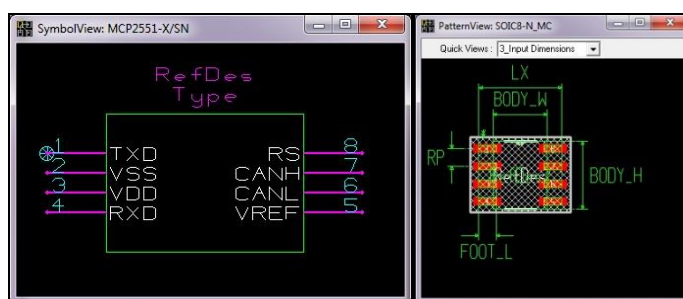 SymbolView: MCP2551-X/SN
RefDes
Type
1 TXD RS 8
2 VSS CANH 7
3 VDD CANL 6
4 RXD VREF 5
PatternView: SOIC8-N_MC
Quick Views : 3_Input Dimensions
LX
BODY_W
RP
RefDes
BODY_H
FOOT_L